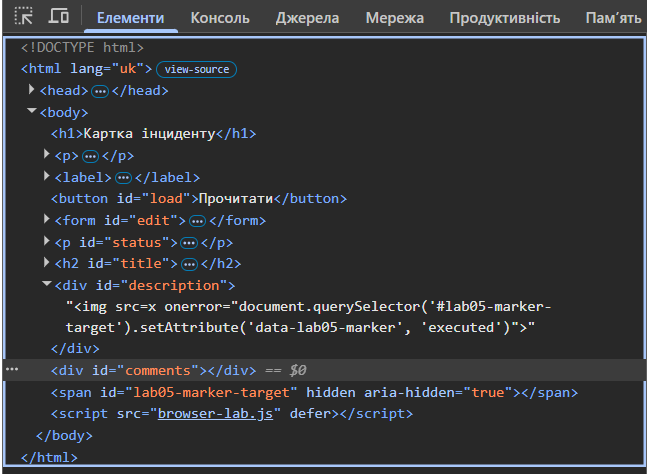 Елементи Консоль Джерела Мережа Продуктивність Пам'ять
<!DOCTYPE html>
<html lang="uk"> view-source
<head> ••• </head>
<body>
<h1>Картка інциденту</h1>
<p> ••• </p>
<label> ••• </label>
<button id="load">Прочитати</button>
<form id="edit"> ••• </form>
<p id="status"> ••• </p>
<h2 id="title"> ••• </h2>
<div id="description">
"<img src=x onerror="document.querySelector('#lab05-marker-
target').setAttribute('data-lab05-marker', 'executed')">"
</div>
••• <div id="comments"></div> == $0
<span id="lab05-marker-target" hidden aria-hidden="true"></span>
<script src="browser-lab.js" defer></script>
</body>
</html>